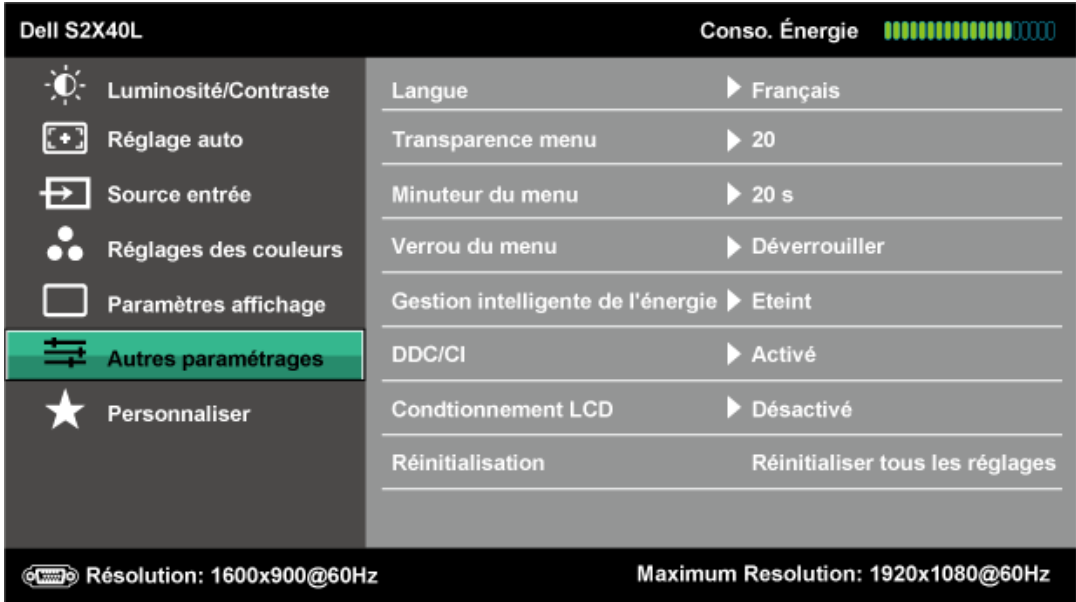 Dell S2X40L Conso. Énergie
Luminosité/Contraste Langue Français
Réglage auto Transparence menu 20
Source entrée Minuteur du menu 20 s
Réglages des couleurs Verrou du menu Déverrouiller
Paramètres affichage Gestion intelligente de l'énergie Eteint
Autres paramétrages DDC/CI Activé
Personnaliser Condtionnement LCD Désactivé
Réinitialisation Réinitialiser tous les réglages
Résolution: 1600x900@60Hz Maximum Resolution: 1920x1080@60Hz